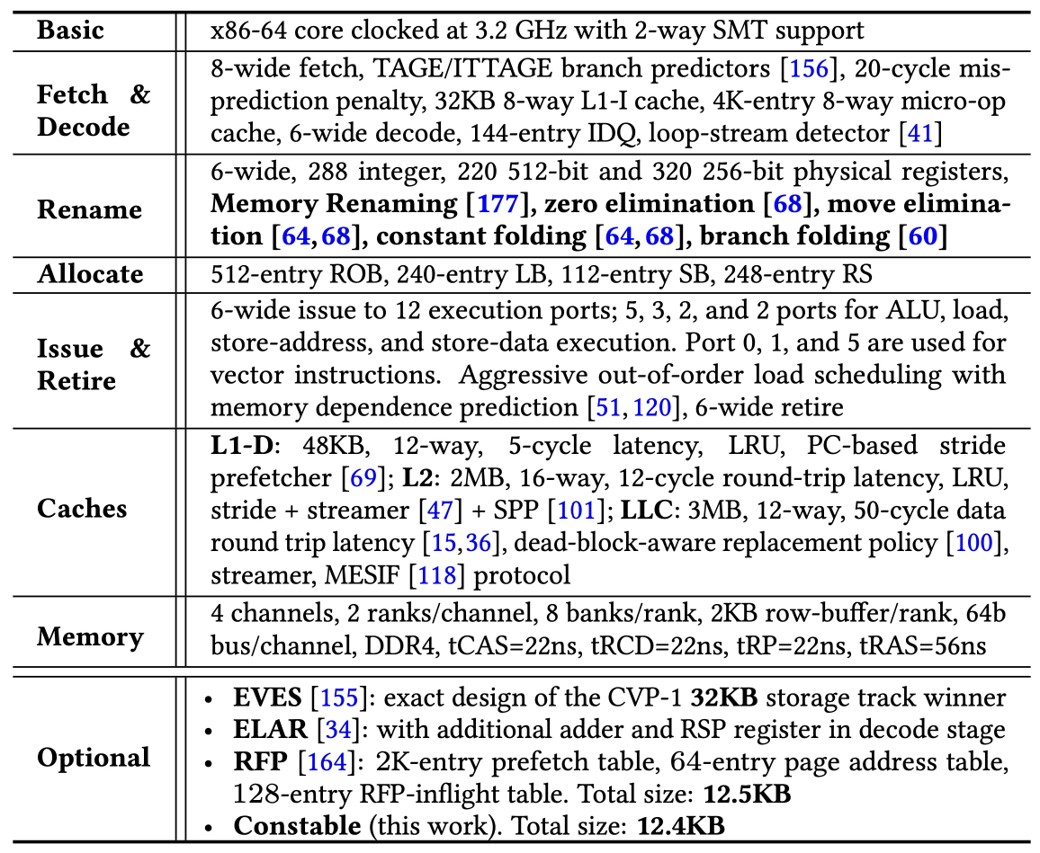 Basic
x86-64 core clocked at 3.2 GHz with 2-way SMT support
Fetch &
Decode
8-wide fetch, TAGE/ITTAGE branch predictors [156], 20-cycle mis-
prediction penalty, 32KB 8-way L1-I cache, 4K-entry 8-way micro-op
cache, 6-wide decode, 144-entry IDQ, loop-stream detector [41]
Rename
6-wide, 288 integer, 220 512-bit and 320 256-bit physical registers,
Memory Renaming [177], zero elimination [68], move elimina-
tion [64,68], constant folding [64,68], branch folding [60]
Allocate
512-entry ROB, 240-entry LB, 112-entry SB, 248-entry RS
Issue &
Retire
6-wide issue to 12 execution ports; 5, 3, 2, and 2 ports for ALU, load,
store-address, and store-data execution. Port 0, 1, and 5 are used for
vector instructions. Aggressive out-of-order load scheduling with
memory dependence prediction [51,120], 6-wide retire
Caches
L1-D: 48KB, 12-way, 5-cycle latency, LRU, PC-based stride
prefetcher [69]; L2: 2MB, 16-way, 12-cycle round-trip latency, LRU,
stride + streamer [47] + SPP [101]; LLC: 3MB, 12-way, 50-cycle data
round trip latency [15,36], dead-block-aware replacement policy [100],
streamer, MESIF [118] protocol
Memory
4 channels, 2 ranks/channel, 8 banks/rank, 2KB row-buffer/rank, 64b
bus/channel, DDR4, tCAS=22ns, tRCD=22ns, tRP=22ns, tRAS=56ns
Optional
• EVES [155]: exact design of the CVP-1 32KB storage track winner
• ELAR [34]: with additional adder and RSP register in decode stage
• RFP [164]: 2K-entry prefetch table, 64-entry page address table,
128-entry RFP-inflight table. Total size: 12.5KB
• Constable (this work). Total size: 12.4KB